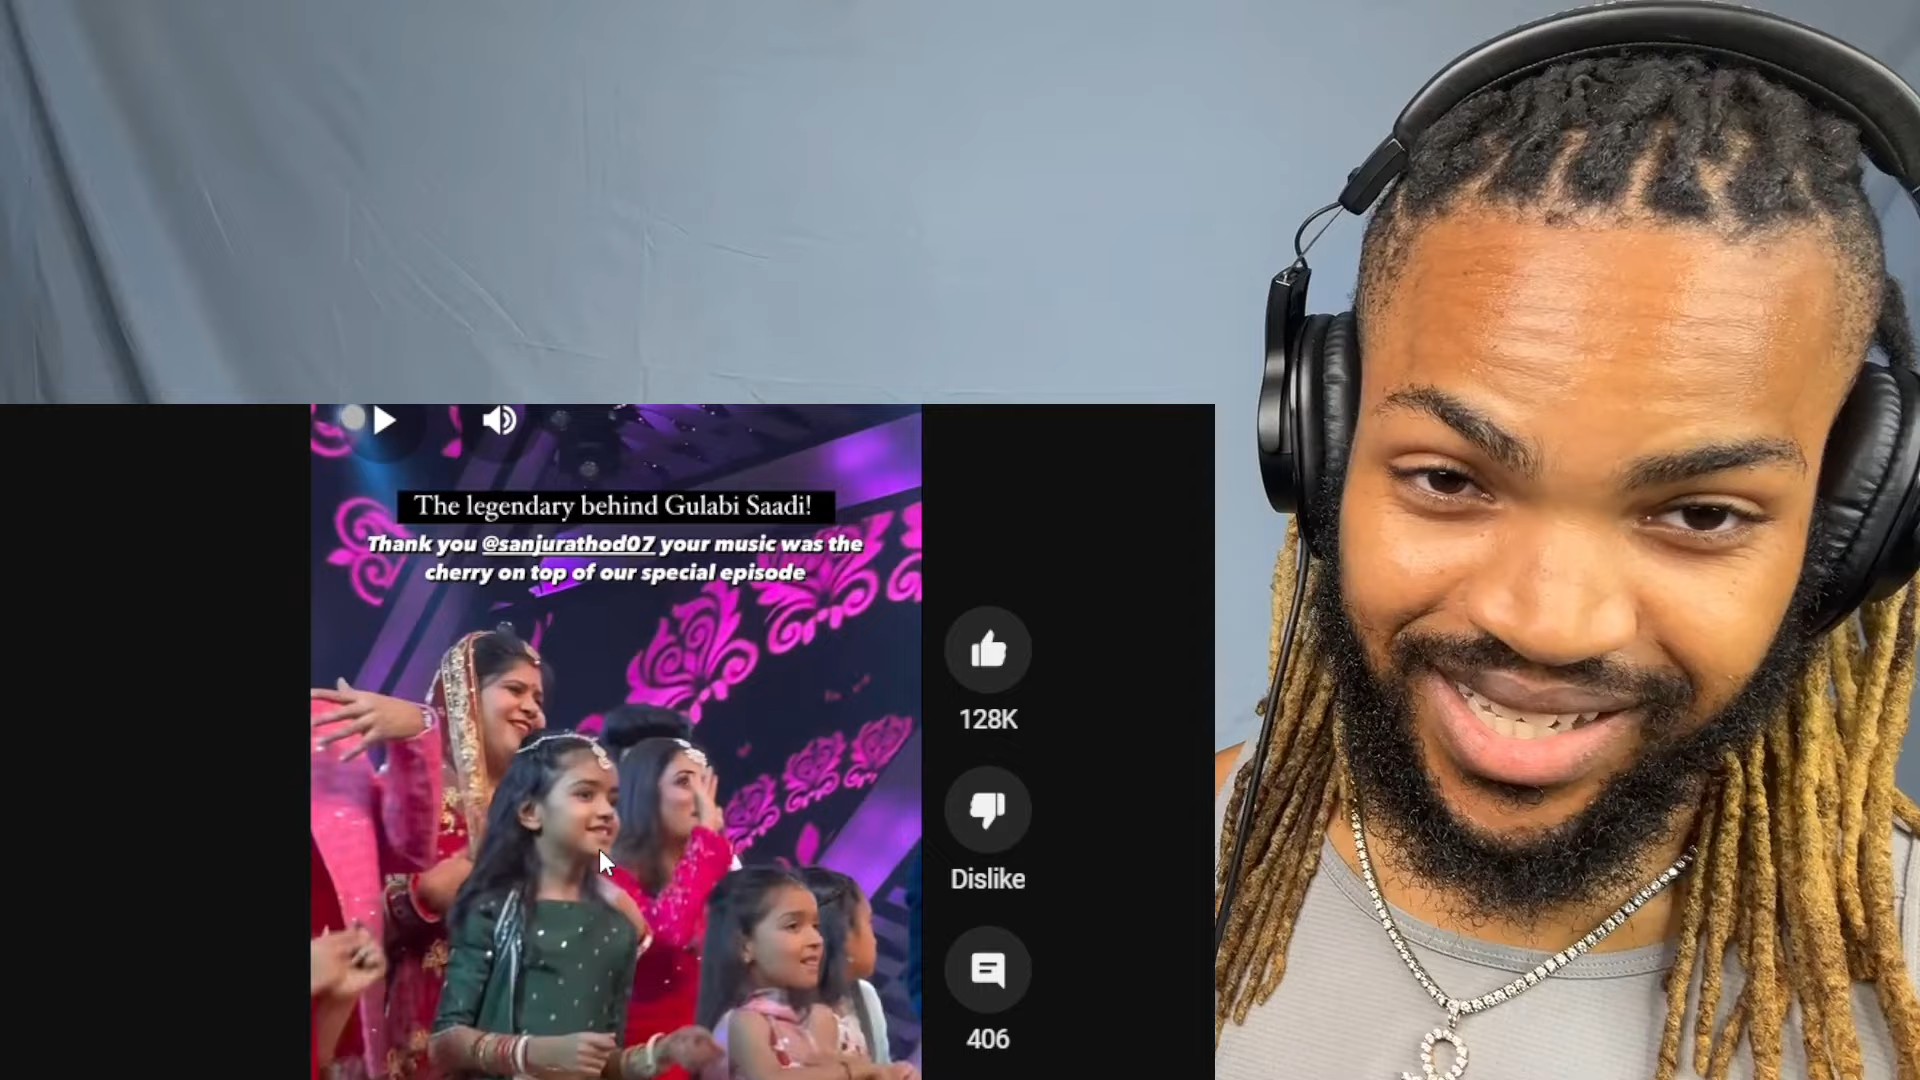 The legendary behind Gulabi Saadi!
Thank you @sanjurathod07 your music was the
cherry on top of our special episode
128K
Dislike
406